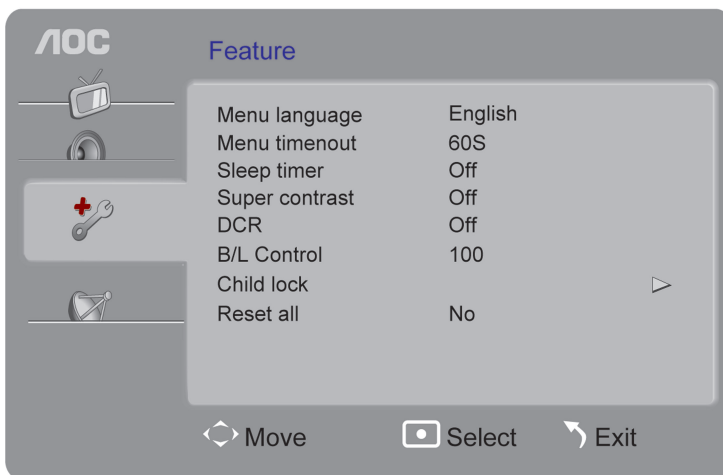 AOC
Feature
Menu language English
Menu timenout 60S
Sleep timer Off
Super contrast Off
DCR Off
B/L Control 100
Child lock
Reset all No
Move Select Exit